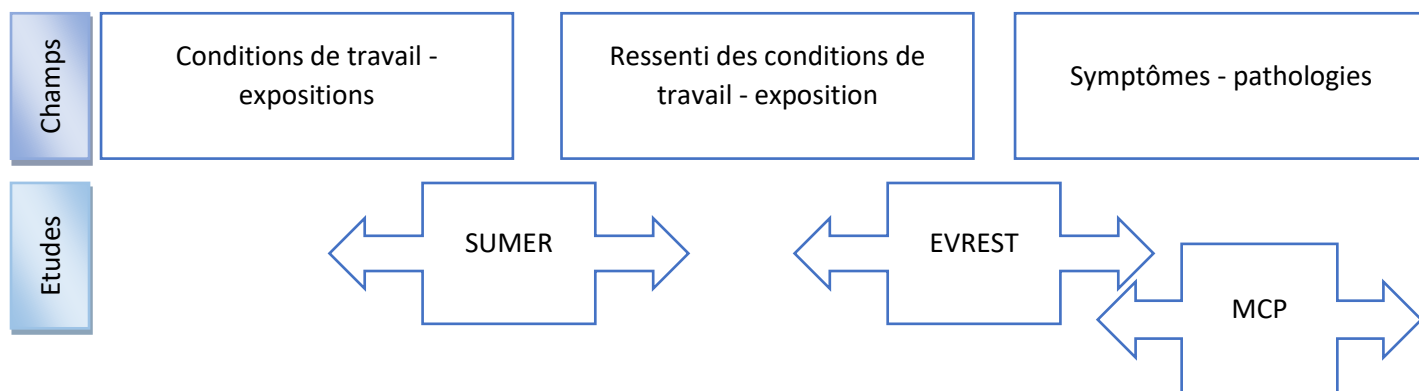 Champs
Conditions de travail -
expositions
Ressenti des conditions de
travail - exposition
Symptômes - pathologies
Etudes
SUMER
EVREST
MCP